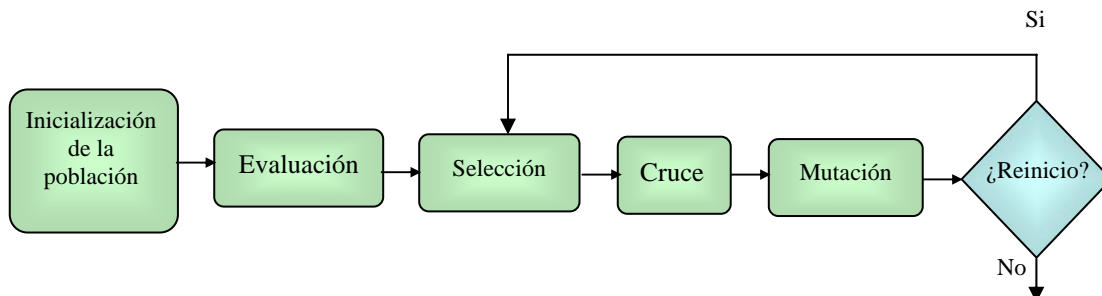 Si
Inicialización
de la
población
Evaluación
Selección
Cruce
Mutación
¿Reinicio?
No